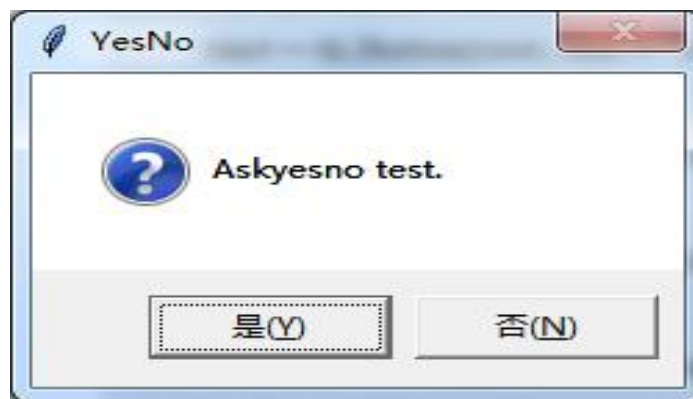 YesNo
Askyesno test.
是(Y) 否(N)